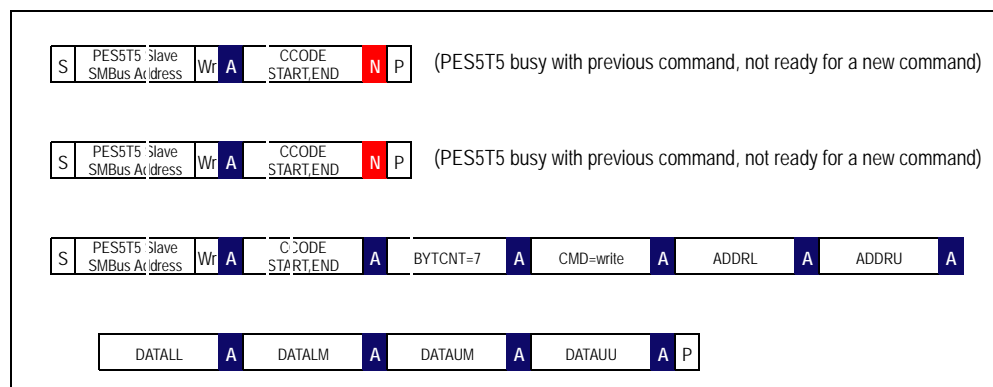 S PES5T5 Slave SMBus Address Wr A CCODE START,END N P (PES5T5 busy with previous command, not ready for a new command)
S PES5T5 Slave SMBus Address Wr A CCODE START,END N P (PES5T5 busy with previous command, not ready for a new command)
S PES5T5 Slave SMBus Address Wr A CCODE START,END A BYTCNT=7 A CMD=write A ADDRL A ADDRU A
DATALL A DATALM A DATAUM A DATAUU A P